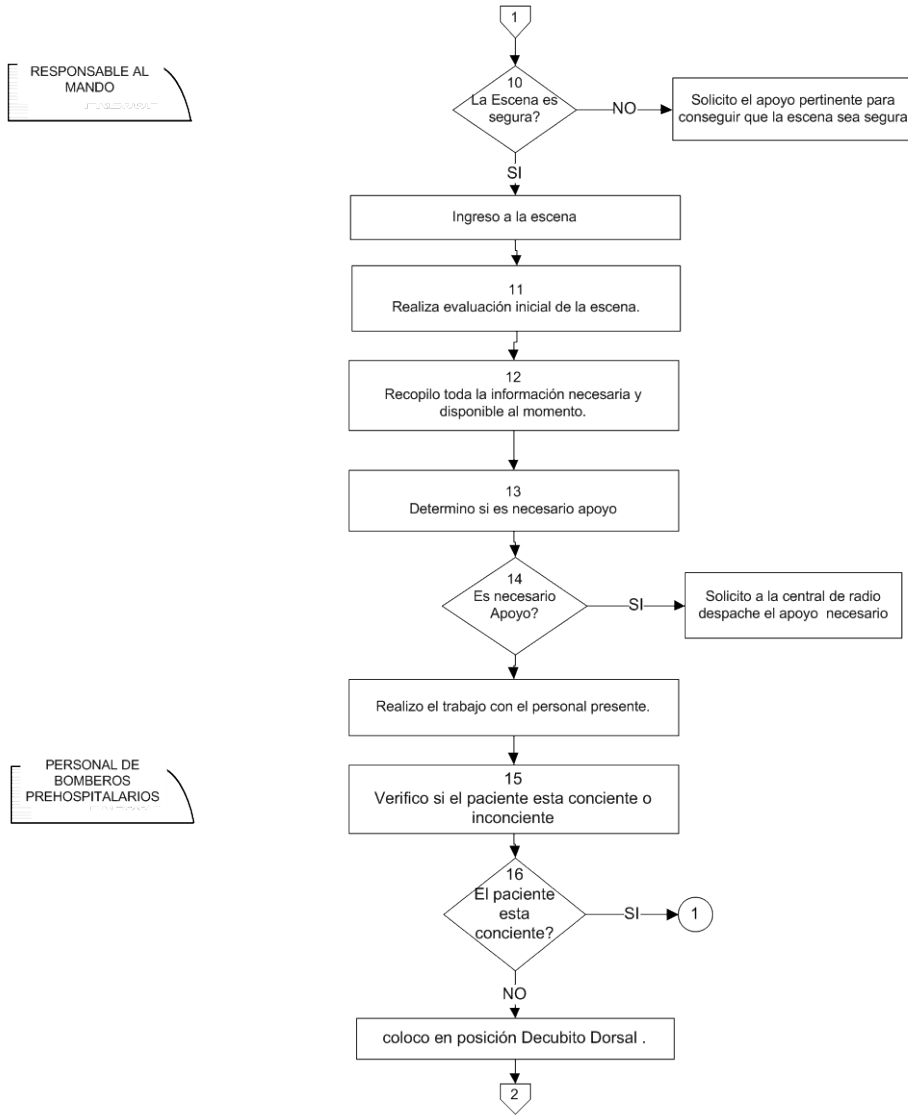 1
RESPONSABLE AL
MANDO
10
La Escena es
segura?
NO
Solicito el apoyo pertinente para
conseguir que la escena sea segura
SI
Ingreso a la escena
11
Realiza evaluación inicial de la escena.
12
Recopilo toda la información necesaria y
disponible al momento.
13
Determino si es necesario apoyo
14
Es necesario
Apoyo?
SI
Solicito a la central de radio
despache el apoyo necesario
Realizo el trabajo con el personal presente.
PERSONAL DE
BOMBEROS
PREHOSPITALARIOS
15
Verifico si el paciente esta conciente o
inconciente
16
El paciente
esta
conciente?
SI
1
NO
coloco en posición Decubito Dorsal .
2